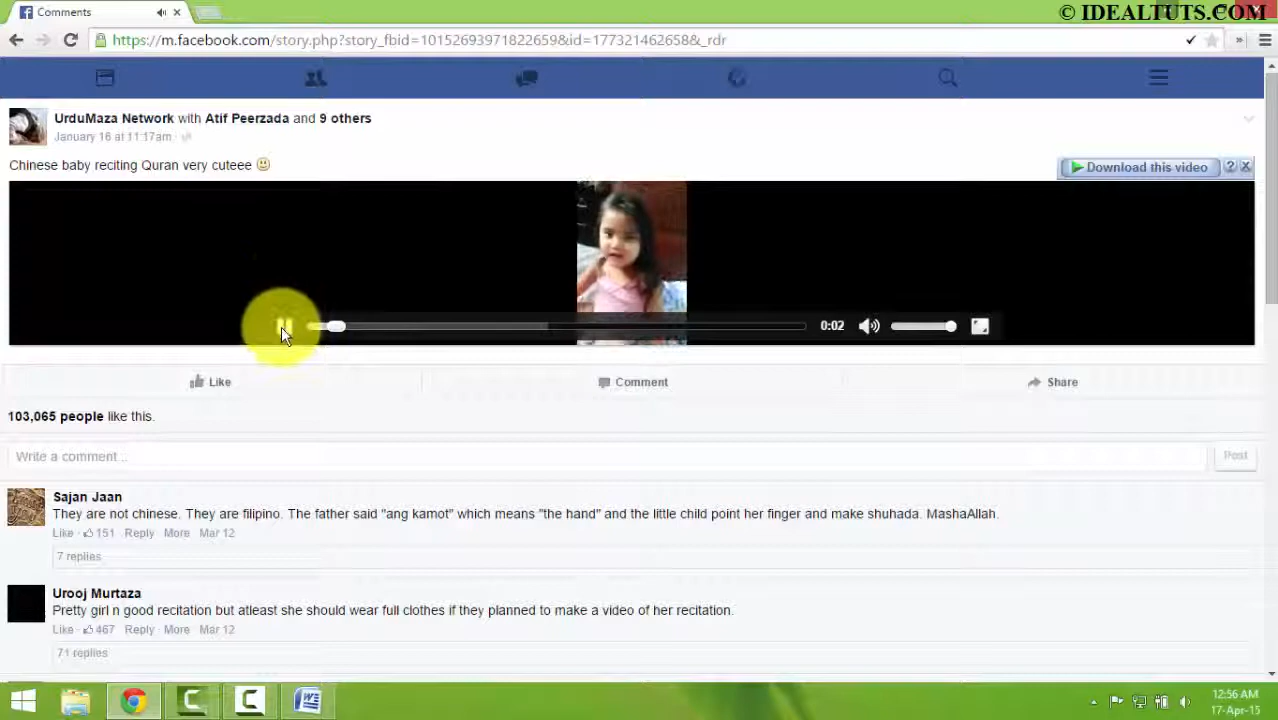 Comments
© IDEALTUTS.COM
https://m.facebook.com/story.php?story_fbid=10152693971822659&id=177321462658&_rdr
UrduMaza Network with Atif Peerzada and 9 others
January 16 at 11:17am
Chinese baby reciting Quran very cuteee
Download this video ?
0:02
Like Comment Share
103,065 people like this.
Write a comment...
Post
Sajan Jaan
They are not chinese. They are filipino. The father said "ang kamot" which means "the hand" and the little child point her finger and make shuhada. MashaAllah.
Like · 151 Reply More Mar 12
7 replies
Urooj Murtaza
Pretty girl n good recitation but atleast she should wear full clothes if they planned to make a video of her recitation.
Like · 467 Reply More Mar 12
71 replies
12:56 AM
17-Apr-15